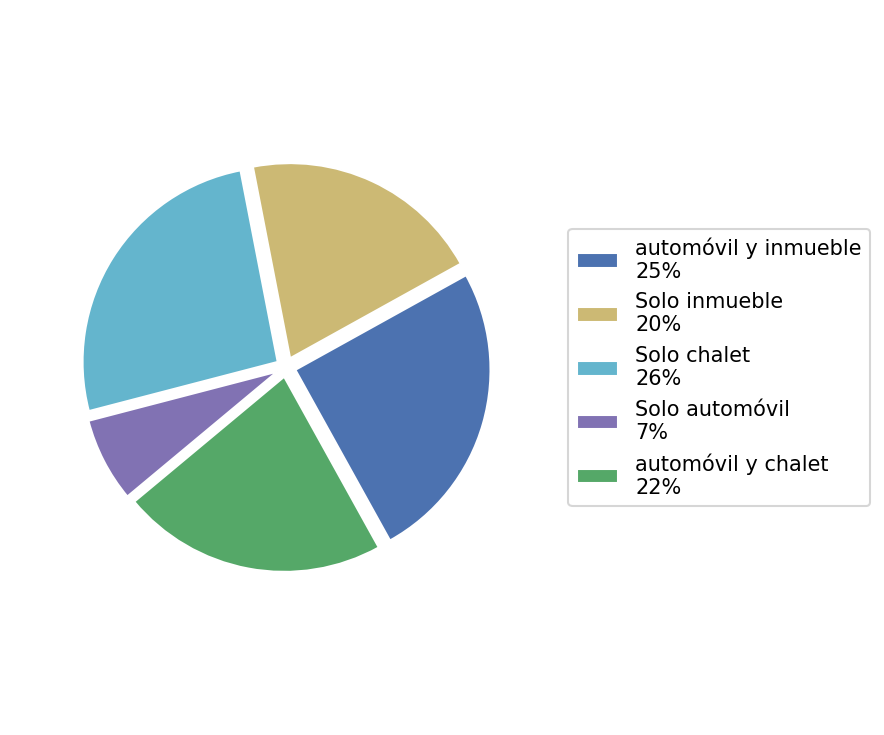 automóvil y inmueble
25%
Solo inmueble
20%
Solo chalet
26%
Solo automóvil
7%
automóvil y chalet
22%